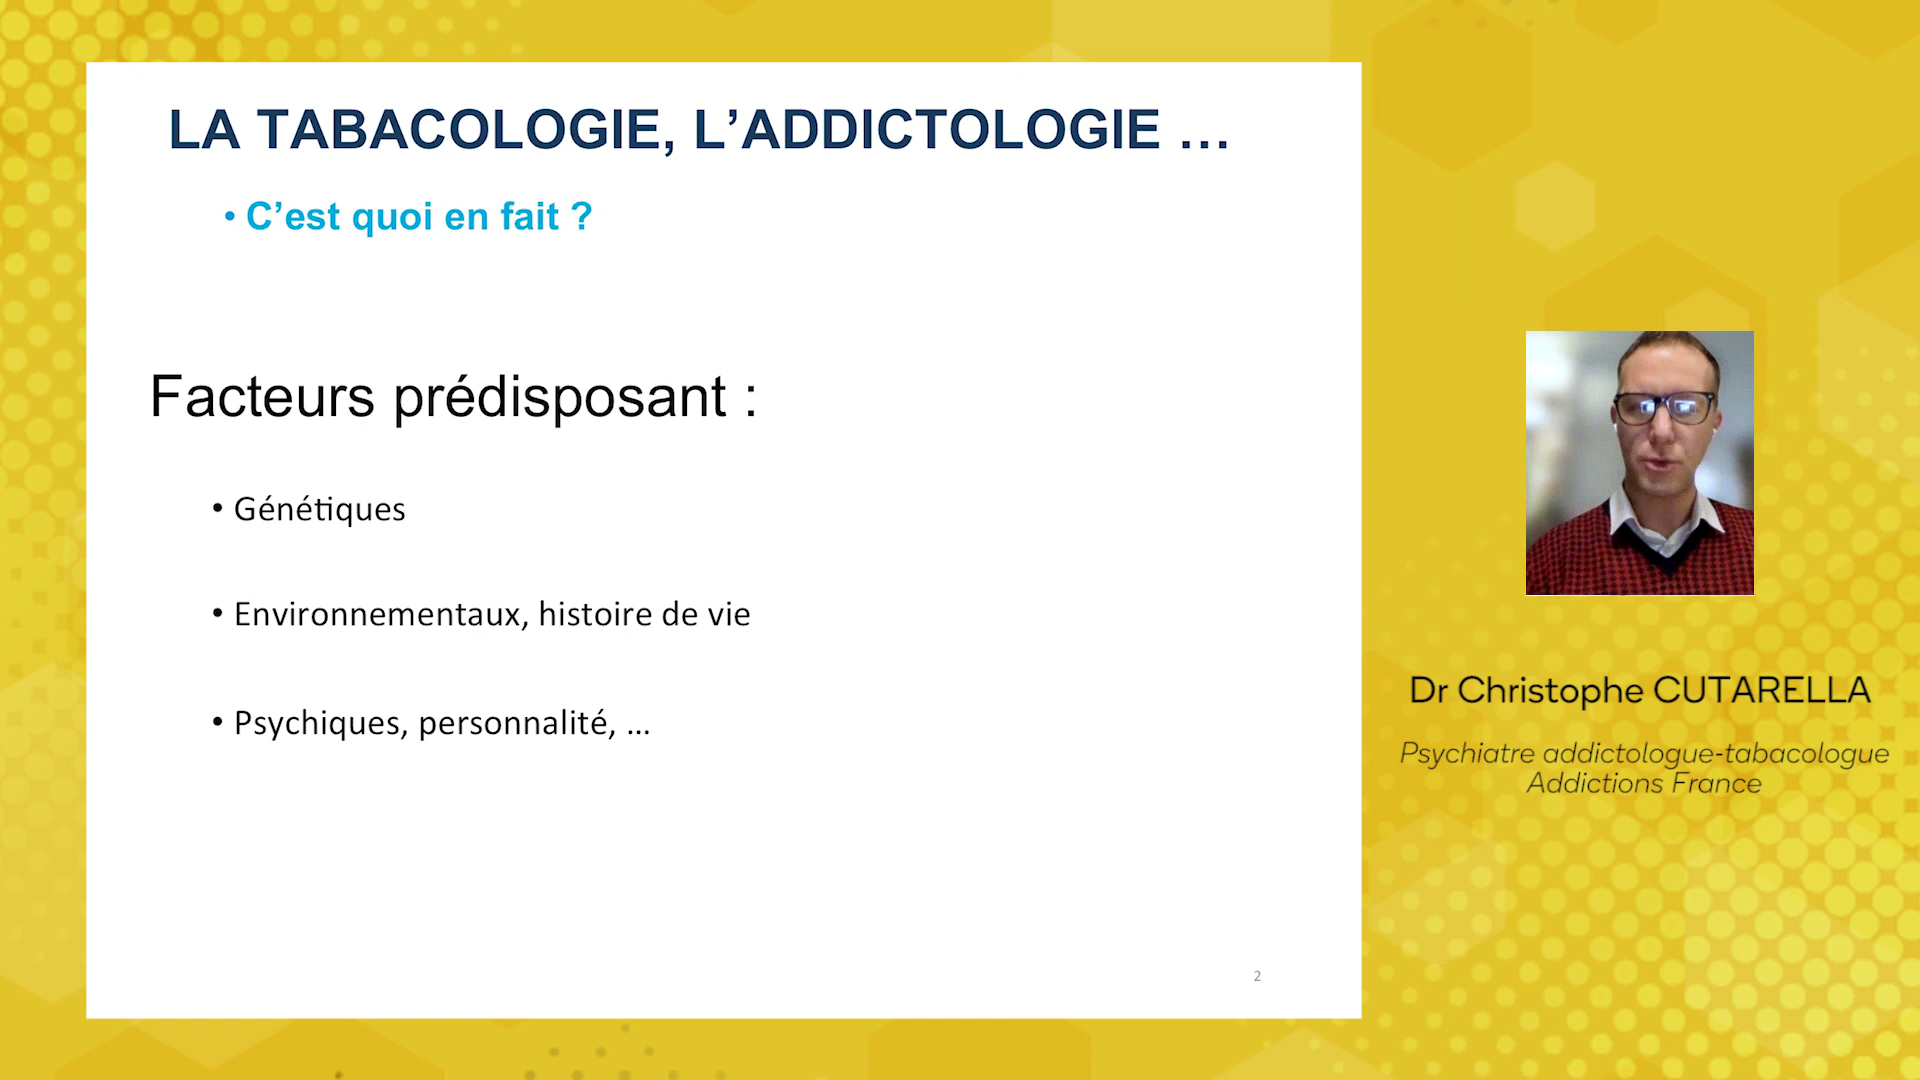 LA TABACOLOGIE, L’ADDICTOLOGIE …
• C’est quoi en fait ?
Facteurs prédisposant :
• Génétiques
• Environnementaux, histoire de vie
• Psychiques, personnalité, …
2
Dr Christophe CUTARELLA
Psychiatre addictologue-tabacologue
Addictions France